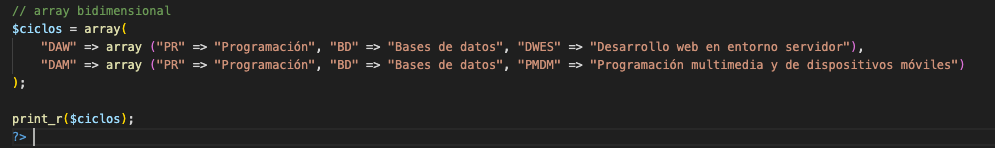 // array bidimensional
$ciclos = array(
    "DAW" => array ("PR" => "Programación", "BD" => "Bases de datos", "DWES" => "Desarrollo web en entorno servidor"),
    "DAM" => array ("PR" => "Programación", "BD" => "Bases de datos", "PMDM" => "Programación multimedia y de dispositivos móviles")
);

print_r($ciclos);
?>